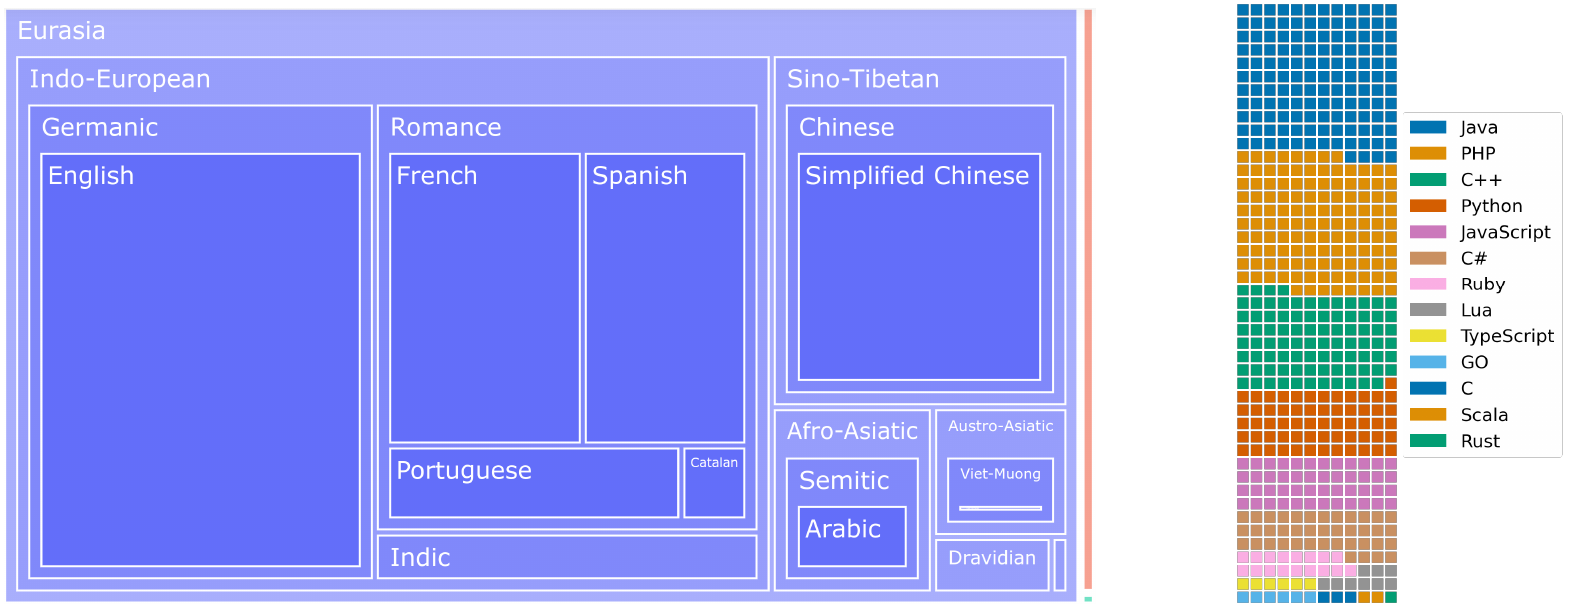 Eurasia
Indo-European
Germanic
English
Romance
French
Spanish
Portuguese
Catalan
Indic
Sino-Tibetan
Chinese
Simplified Chinese
Afro-Asiatic
Semitic
Arabic
Austro-Asiatic
Viet-Muong
Dravidian
Java
PHP
C++
Python
JavaScript
C#
Ruby
Lua
TypeScript
GO
C
Scala
Rust